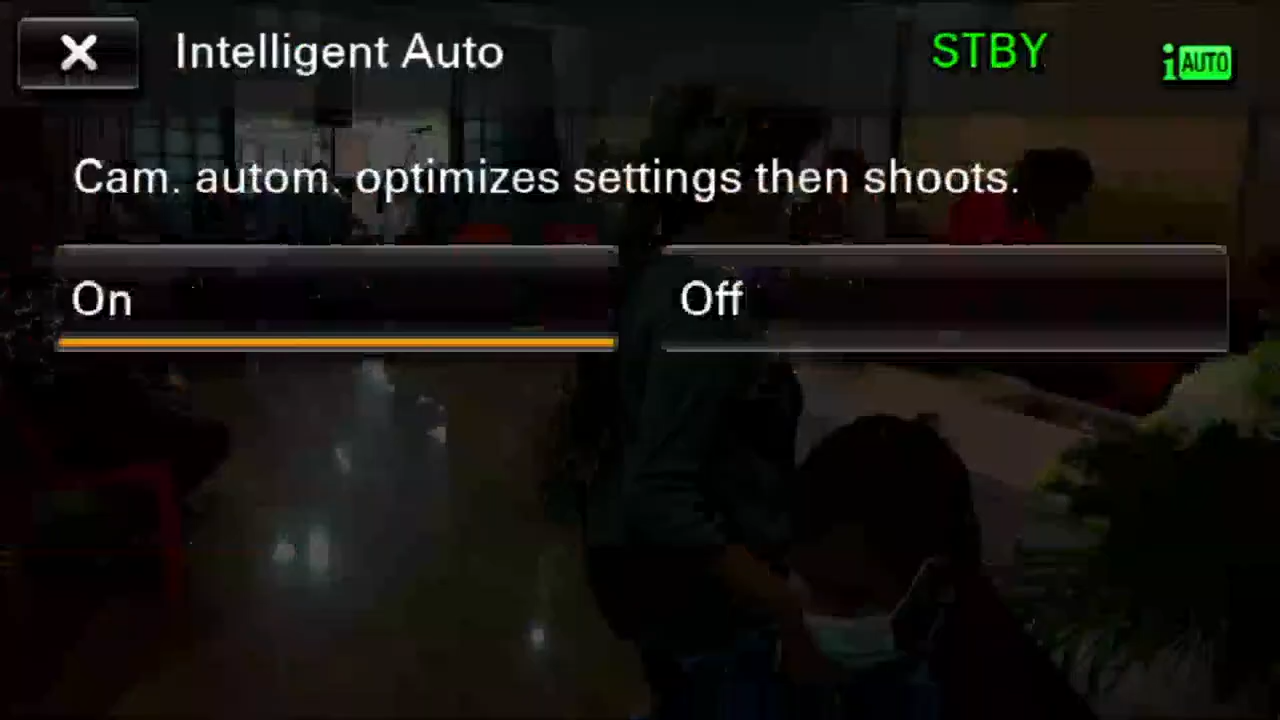 Intelligent Auto
STBY
iAUTO
Cam. autom. optimizes settings then shoots.
On
Off